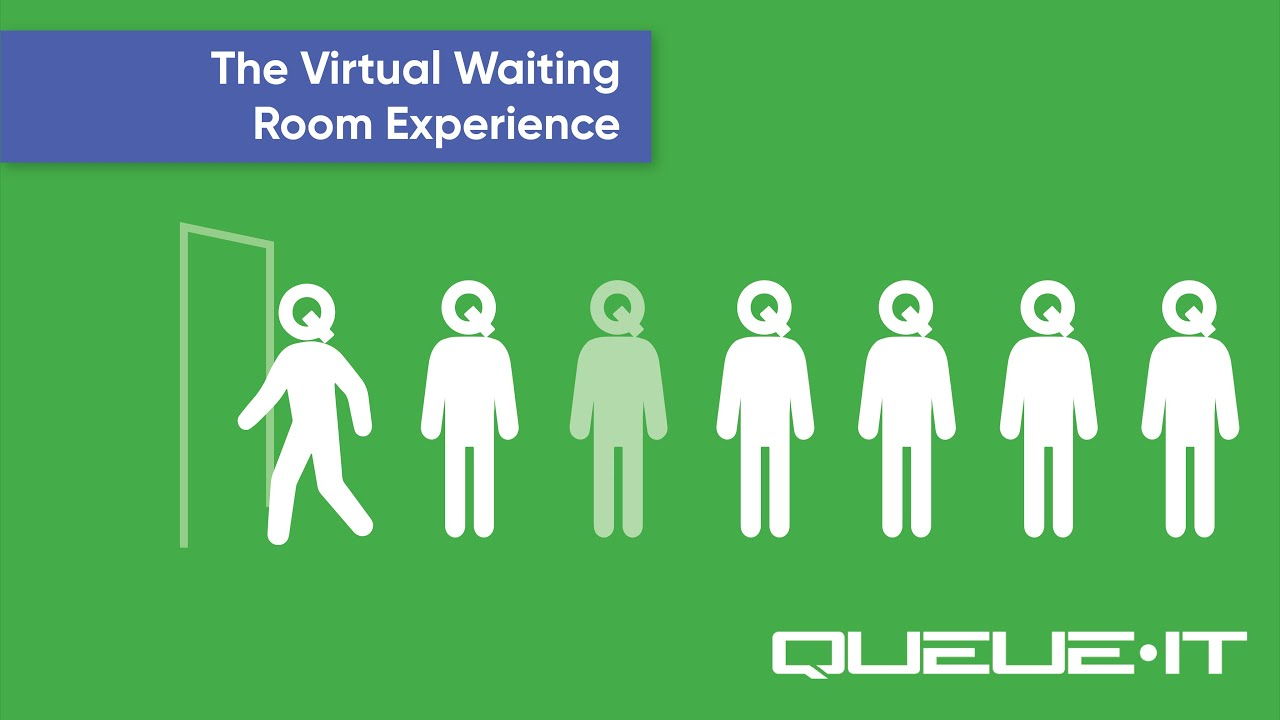 The Virtual Waiting
Room Experience
Q Q Q Q Q Q Q
QUEUE·IT